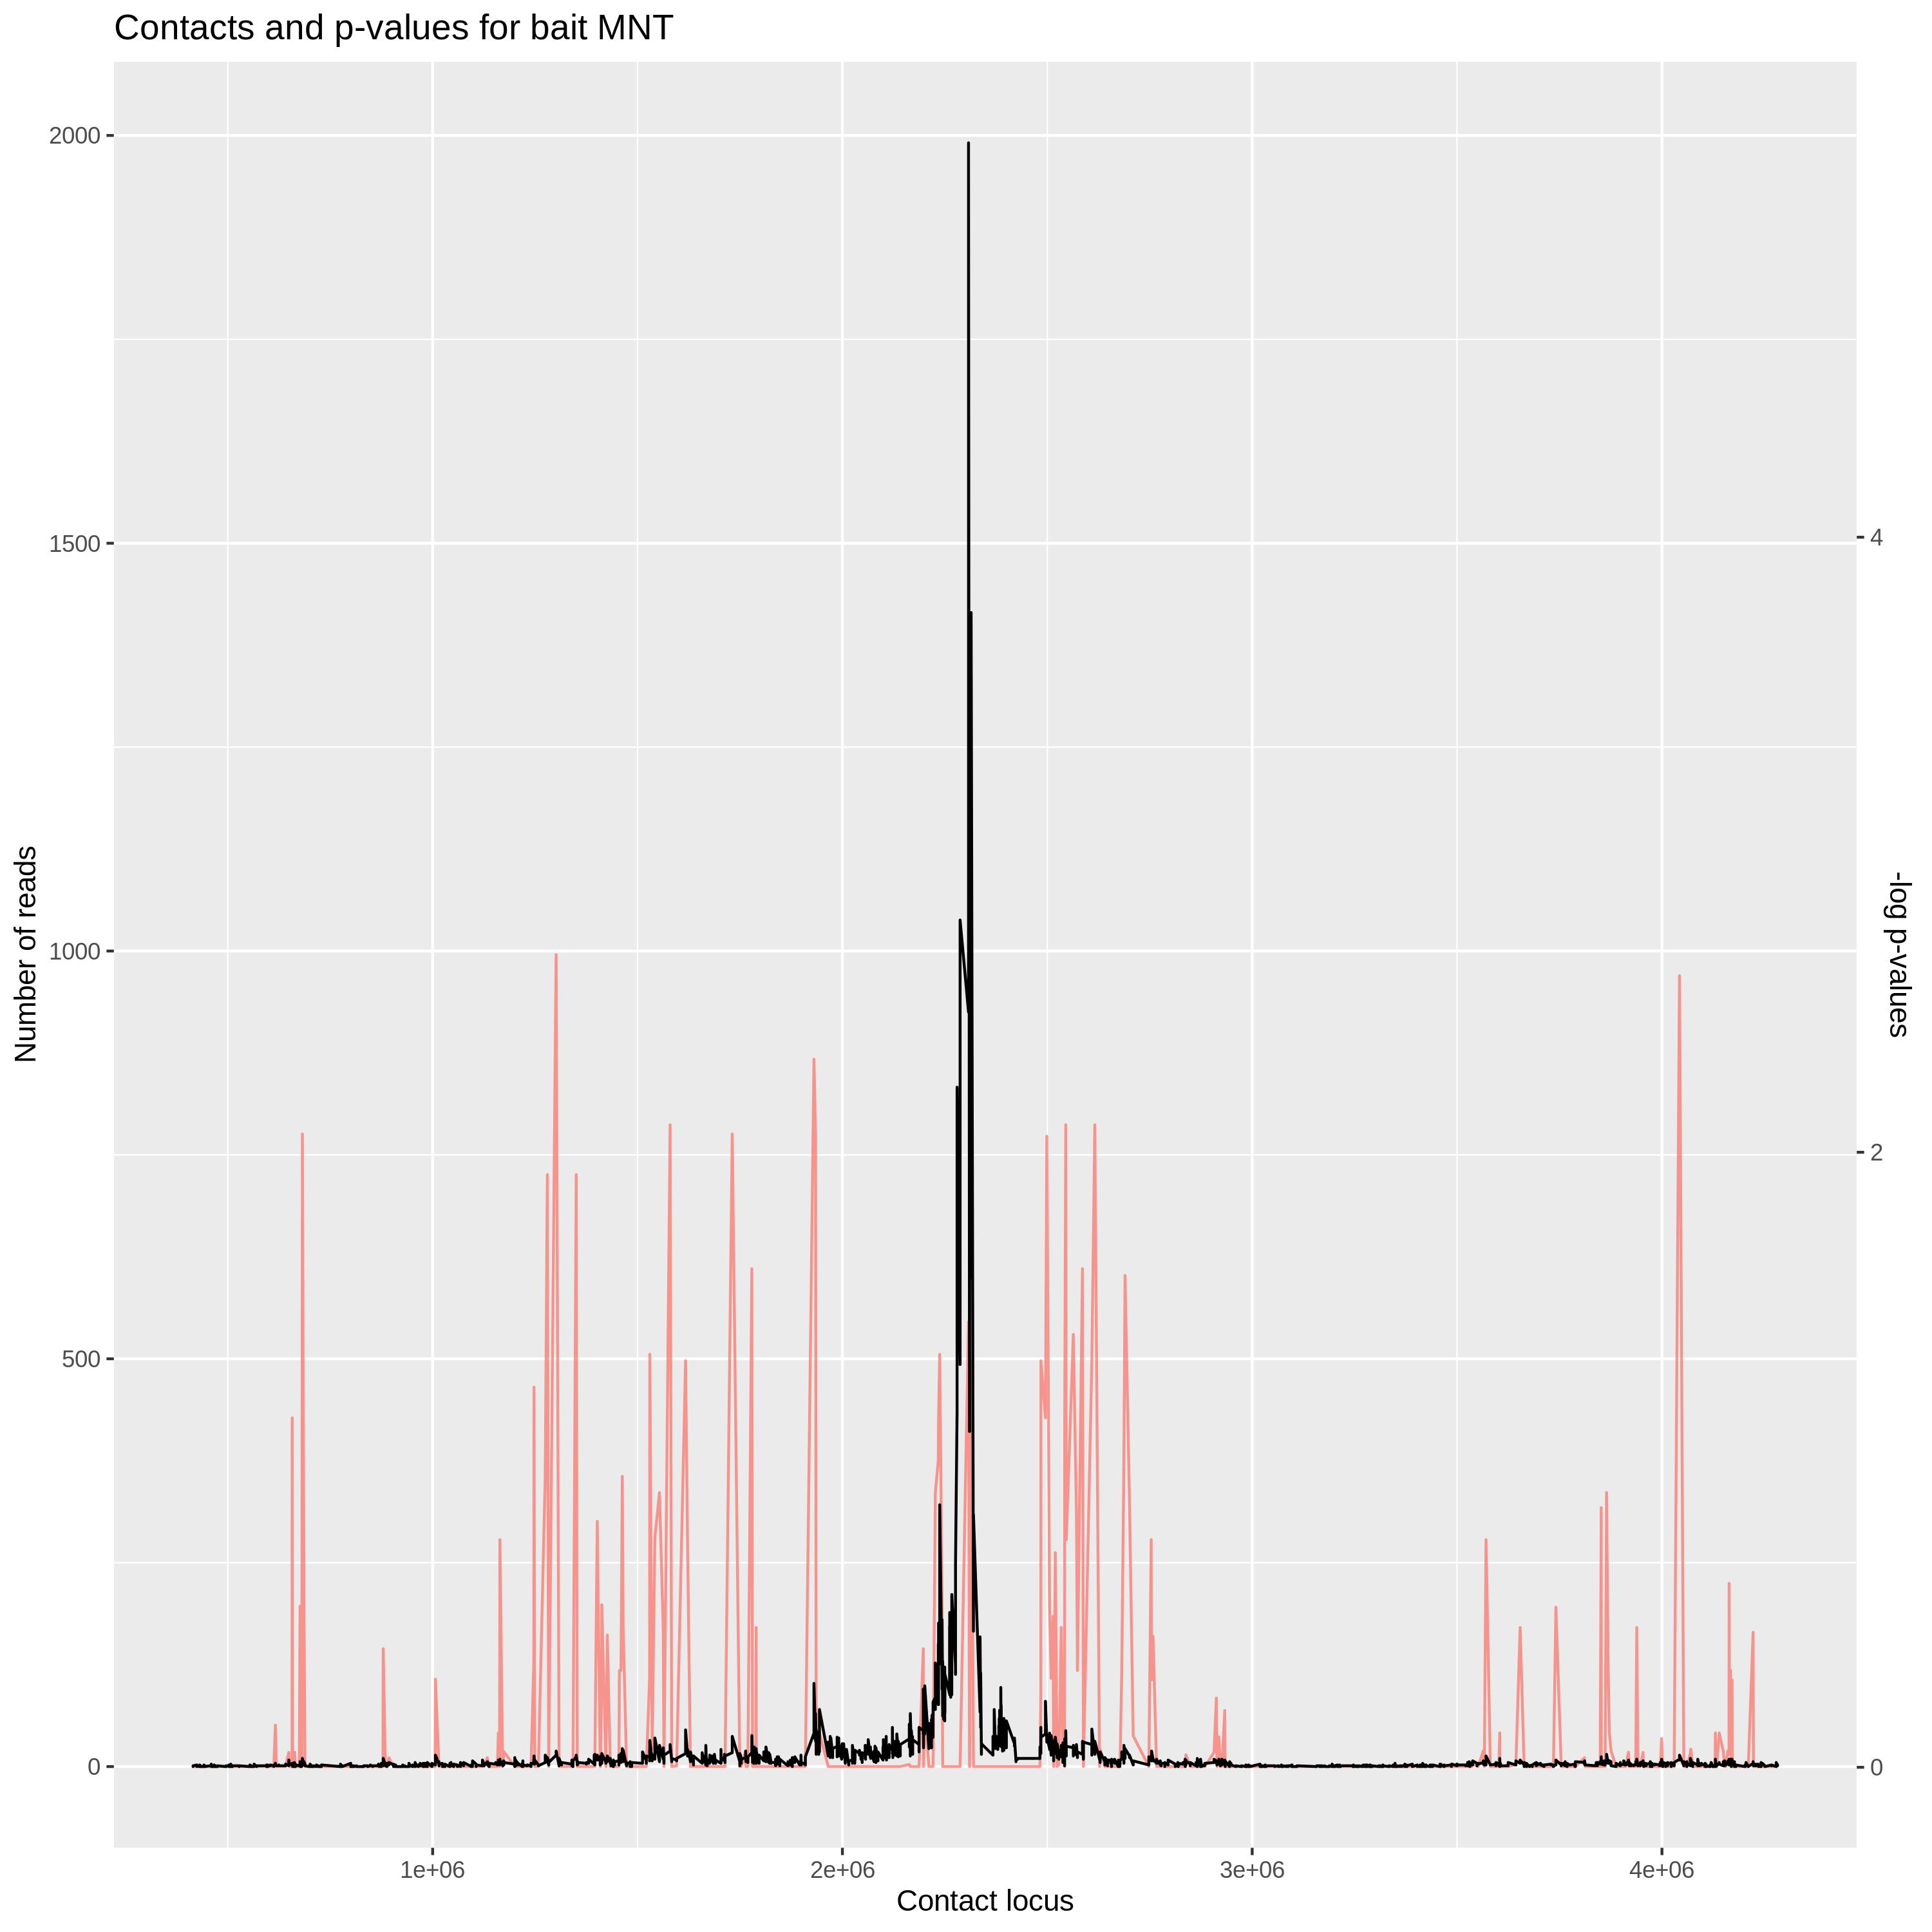 Contacts and p-values for bait MNT
2000
1500
1000
500
0
Number of reads
4
2
0
-log p-values
1e+06
2e+06
3e+06
4e+06
Contact locus